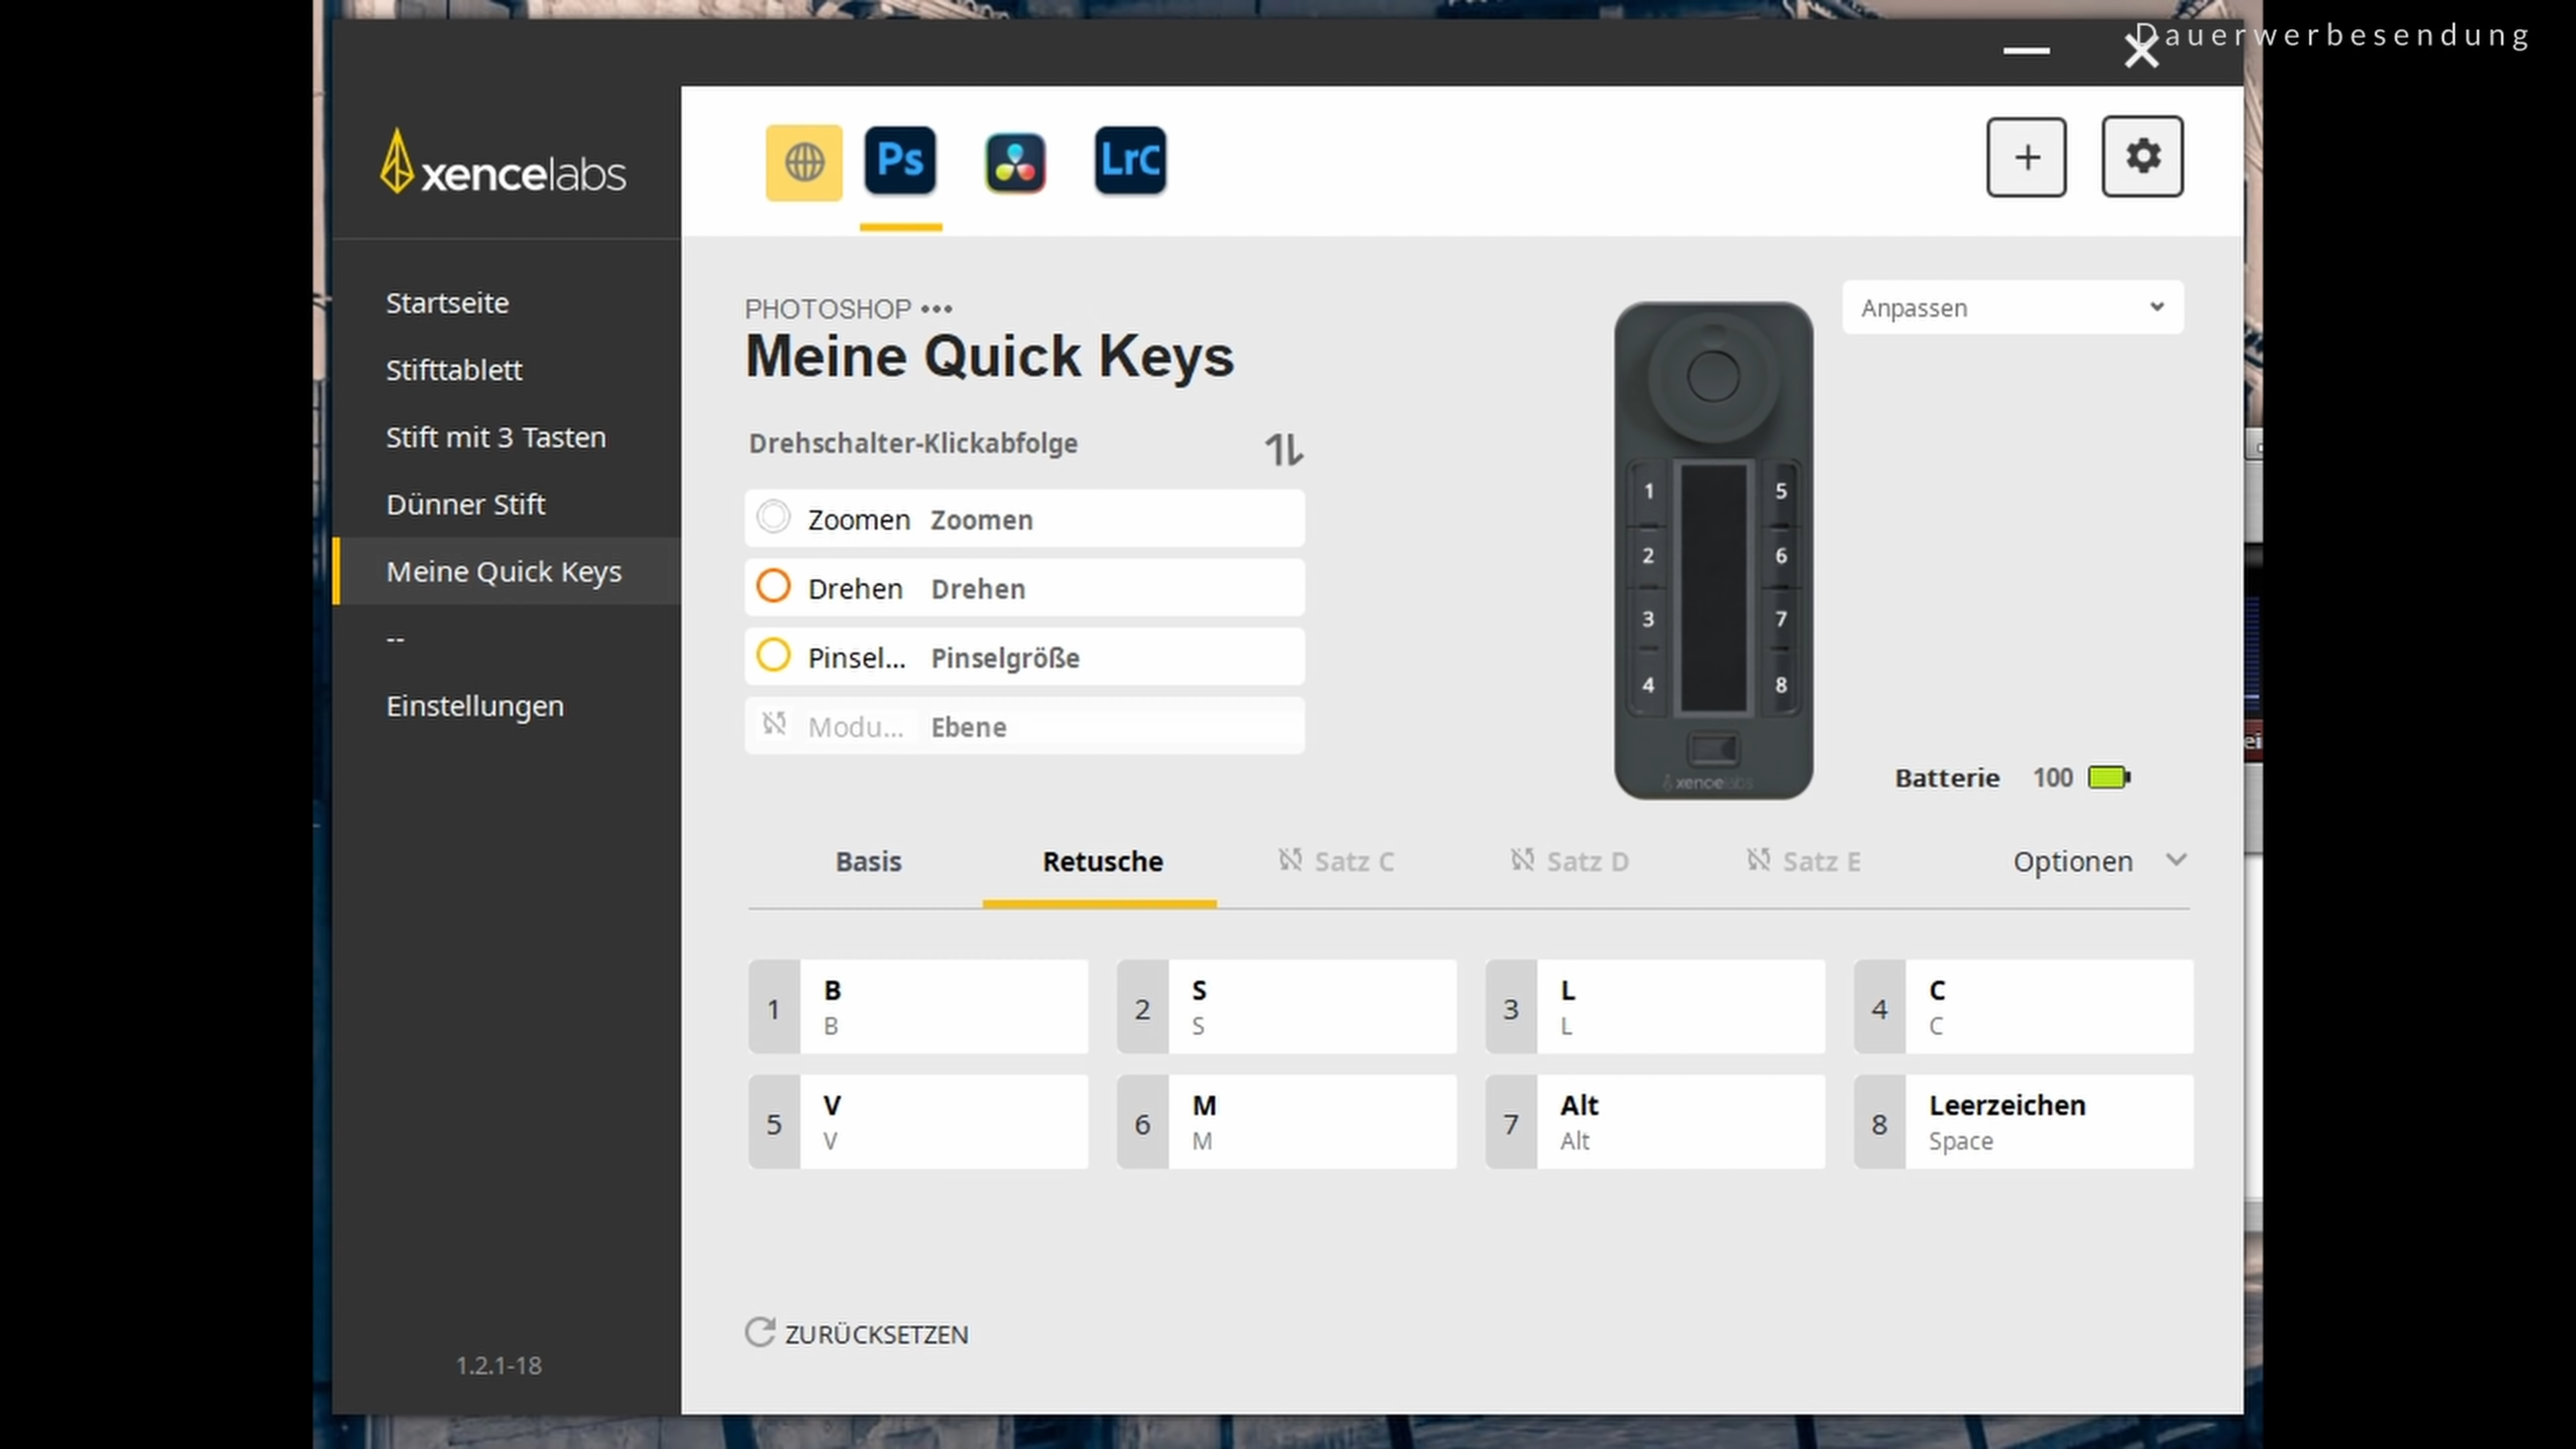 Dauerwerbesendung
xencelabs
Ps
LrC
Startseite
Stifttablett
Stift mit 3 Tasten
Dünner Stift
Meine Quick Keys
--
Einstellungen
1.2.1-18
PHOTOSHOP •••
Meine Quick Keys
Anpassen
Drehschalter-Klickabfolge
Zoomen Zoomen
Drehen Drehen
Pinsel... Pinselgröße
Modu... Ebene
1 5
2 6
3 7
4 8
xencelabs
Batterie 100
Basis Retusche Satz C Satz D Satz E Optionen
1 B
B
2 S
S
3 L
L
4 C
C
5 V
V
6 M
M
7 Alt
Alt
8 Leerzeichen
Space
ZURÜCKSETZEN